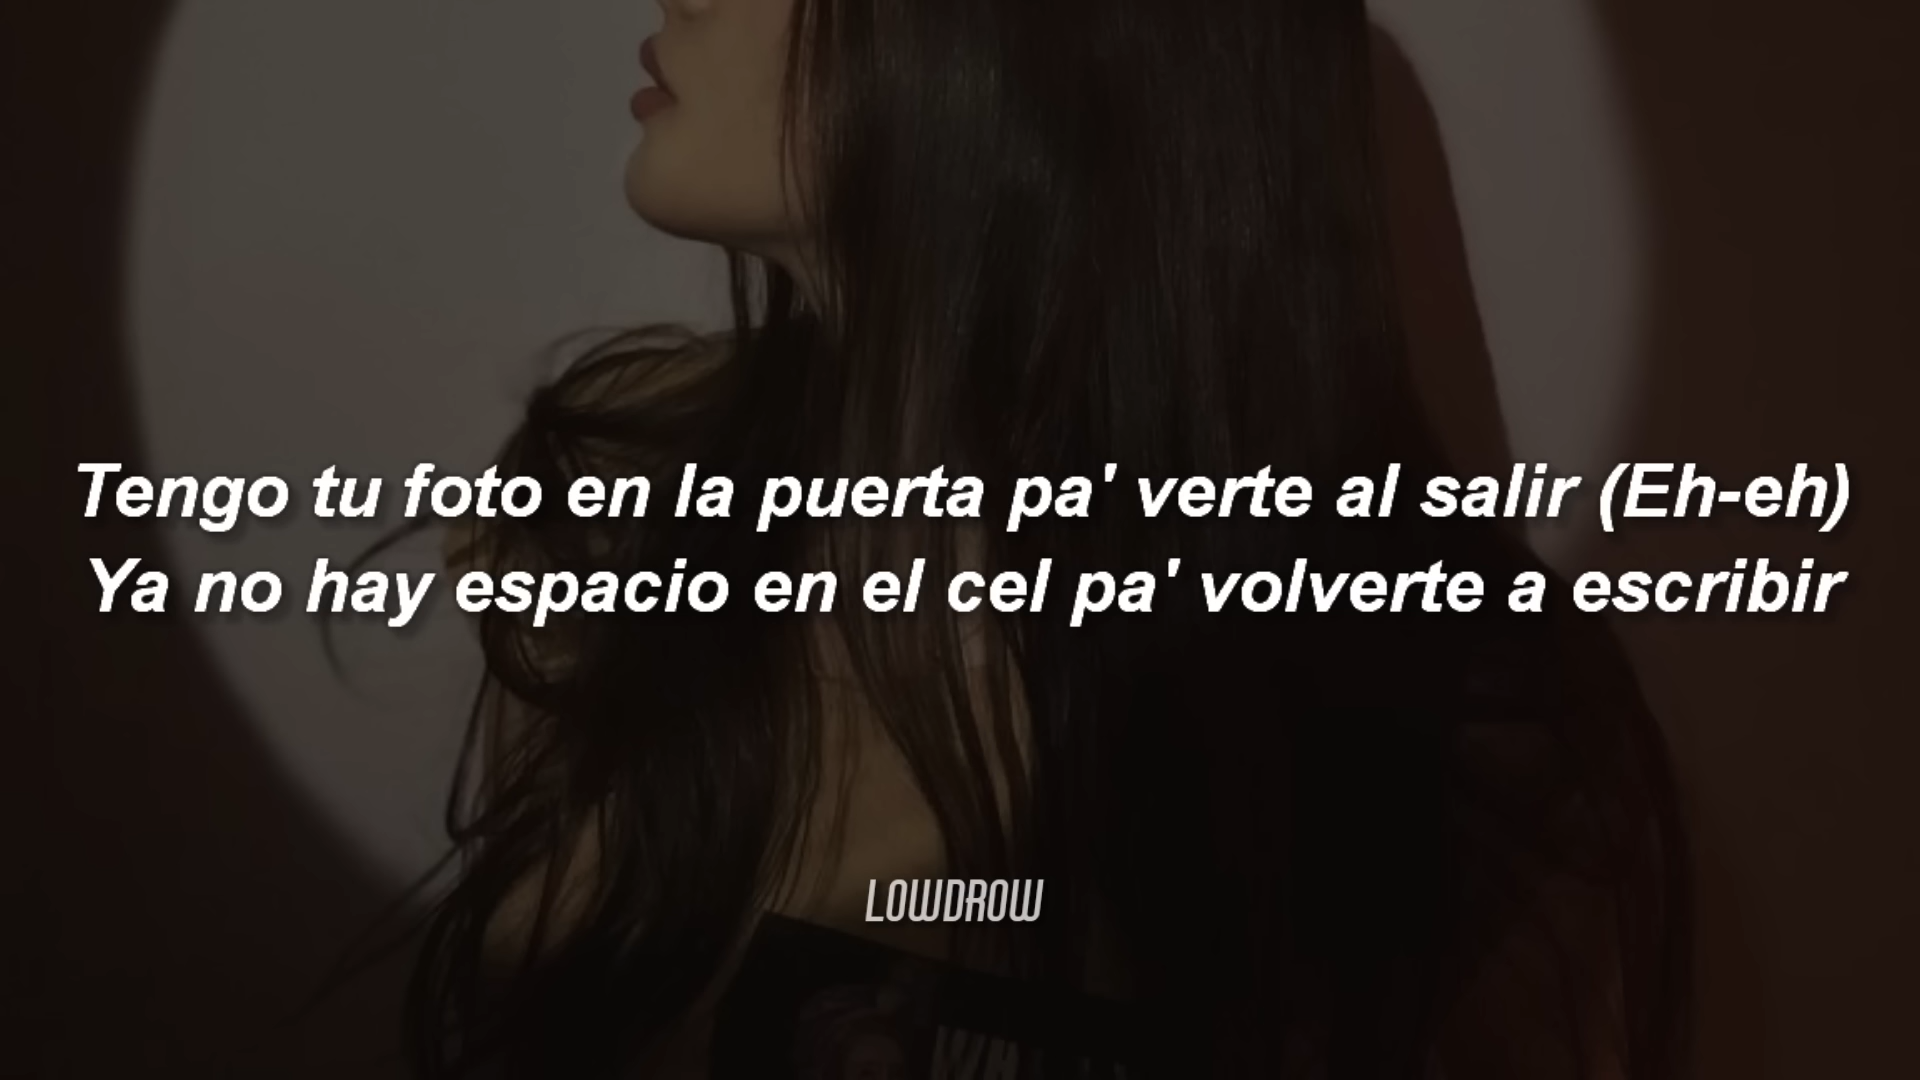 Tengo tu foto en la puerta pa' verte al salir (Eh-eh)
Ya no hay espacio en el cel pa' volverte a escribir
LOWDROW